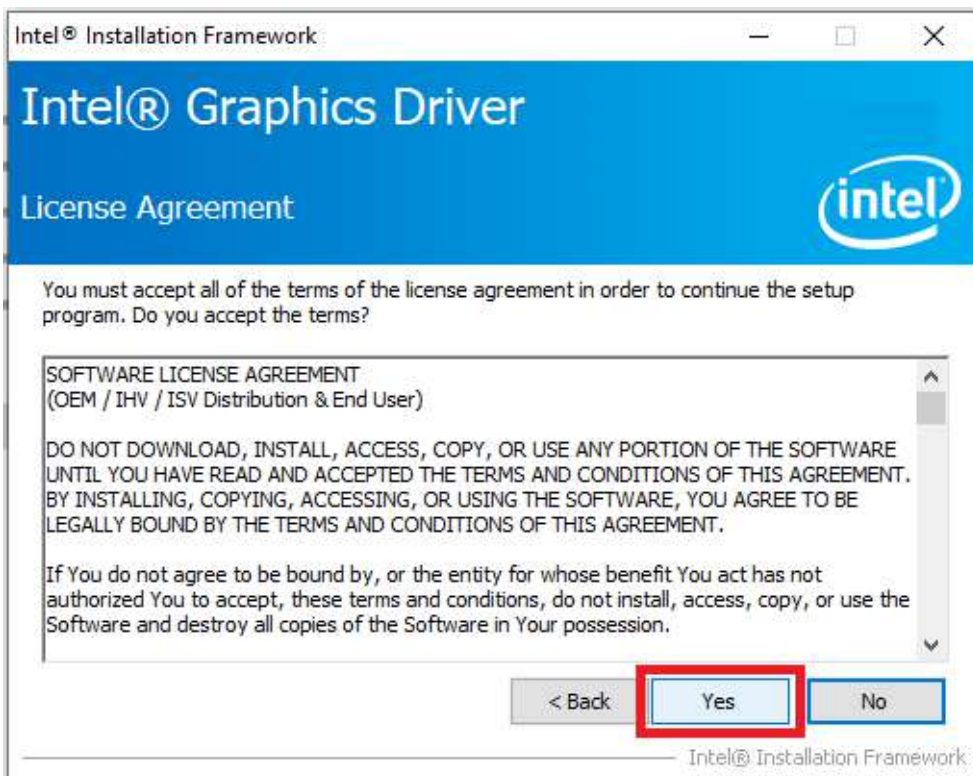 Intel® Installation Framework
Intel® Graphics Driver
License Agreement
intel
You must accept all of the terms of the license agreement in order to continue the setup
program. Do you accept the terms?
SOFTWARE LICENSE AGREEMENT
(OEM / IHV / ISV Distribution & End User)
DO NOT DOWNLOAD, INSTALL, ACCESS, COPY, OR USE ANY PORTION OF THE SOFTWARE
UNTIL YOU HAVE READ AND ACCEPTED THE TERMS AND CONDITIONS OF THIS AGREEMENT.
BY INSTALLING, COPYING, ACCESSING, OR USING THE SOFTWARE, YOU AGREE TO BE
LEGALLY BOUND BY THE TERMS AND CONDITIONS OF THIS AGREEMENT.
If You do not agree to be bound by, or the entity for whose benefit You act has not
authorized You to accept, these terms and conditions, do not install, access, copy, or use the
Software and destroy all copies of the Software in Your possession.
< Back Yes No
Intel® Installation Framework